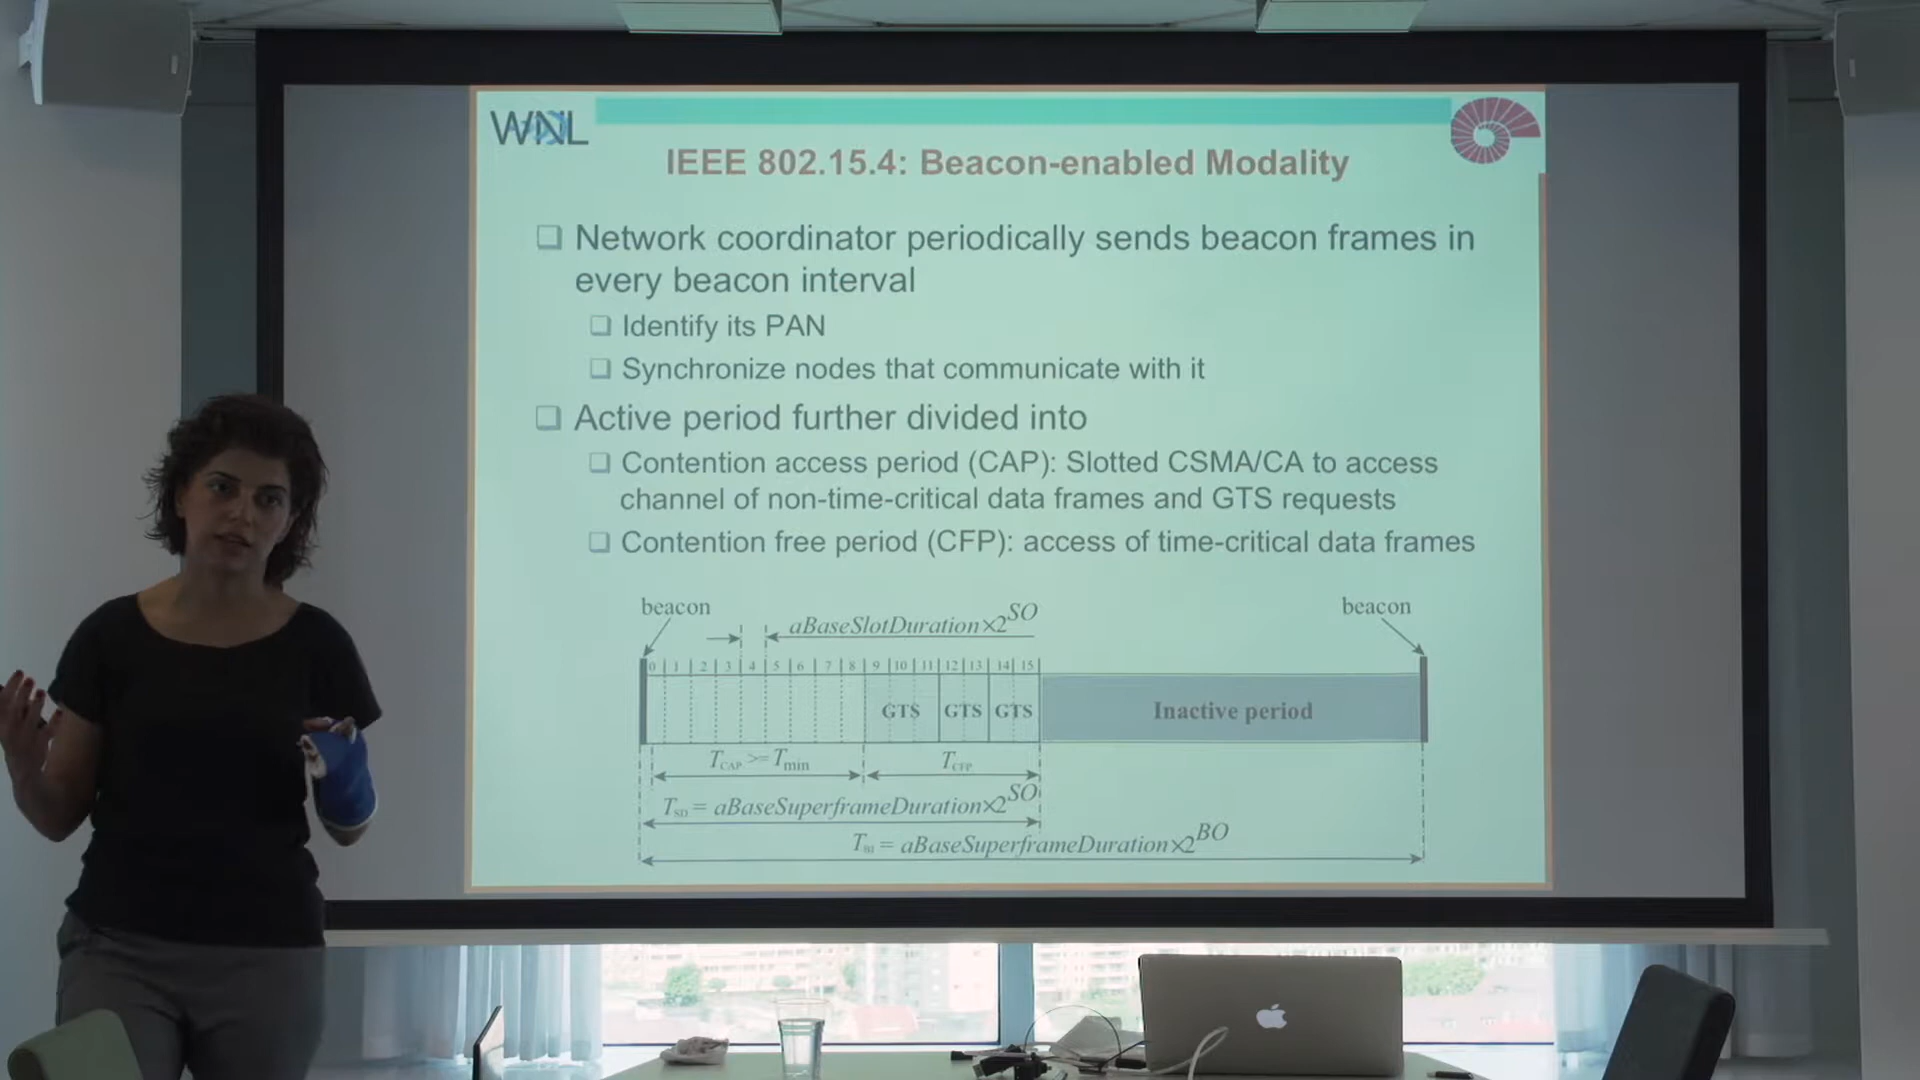 WNL
IEEE 802.15.4: Beacon-enabled Modality
Network coordinator periodically sends beacon frames in
every beacon interval
Identify its PAN
Synchronize nodes that communicate with it
Active period further divided into
Contention access period (CAP): Slotted CSMA/CA to access
channel of non-time-critical data frames and GTS requests
Contention free period (CFP): access of time-critical data frames
beacon beacon
aBaseSlotDuration×2^SO
0 1 2 3 4 5 6 7 8 9 10 11 12 13 14 15
GTS GTS GTS Inactive period
T_CAP >= T_min T_CFP
T_SD = aBaseSuperframeDuration×2^SO
T_BI = aBaseSuperframeDuration×2^BO